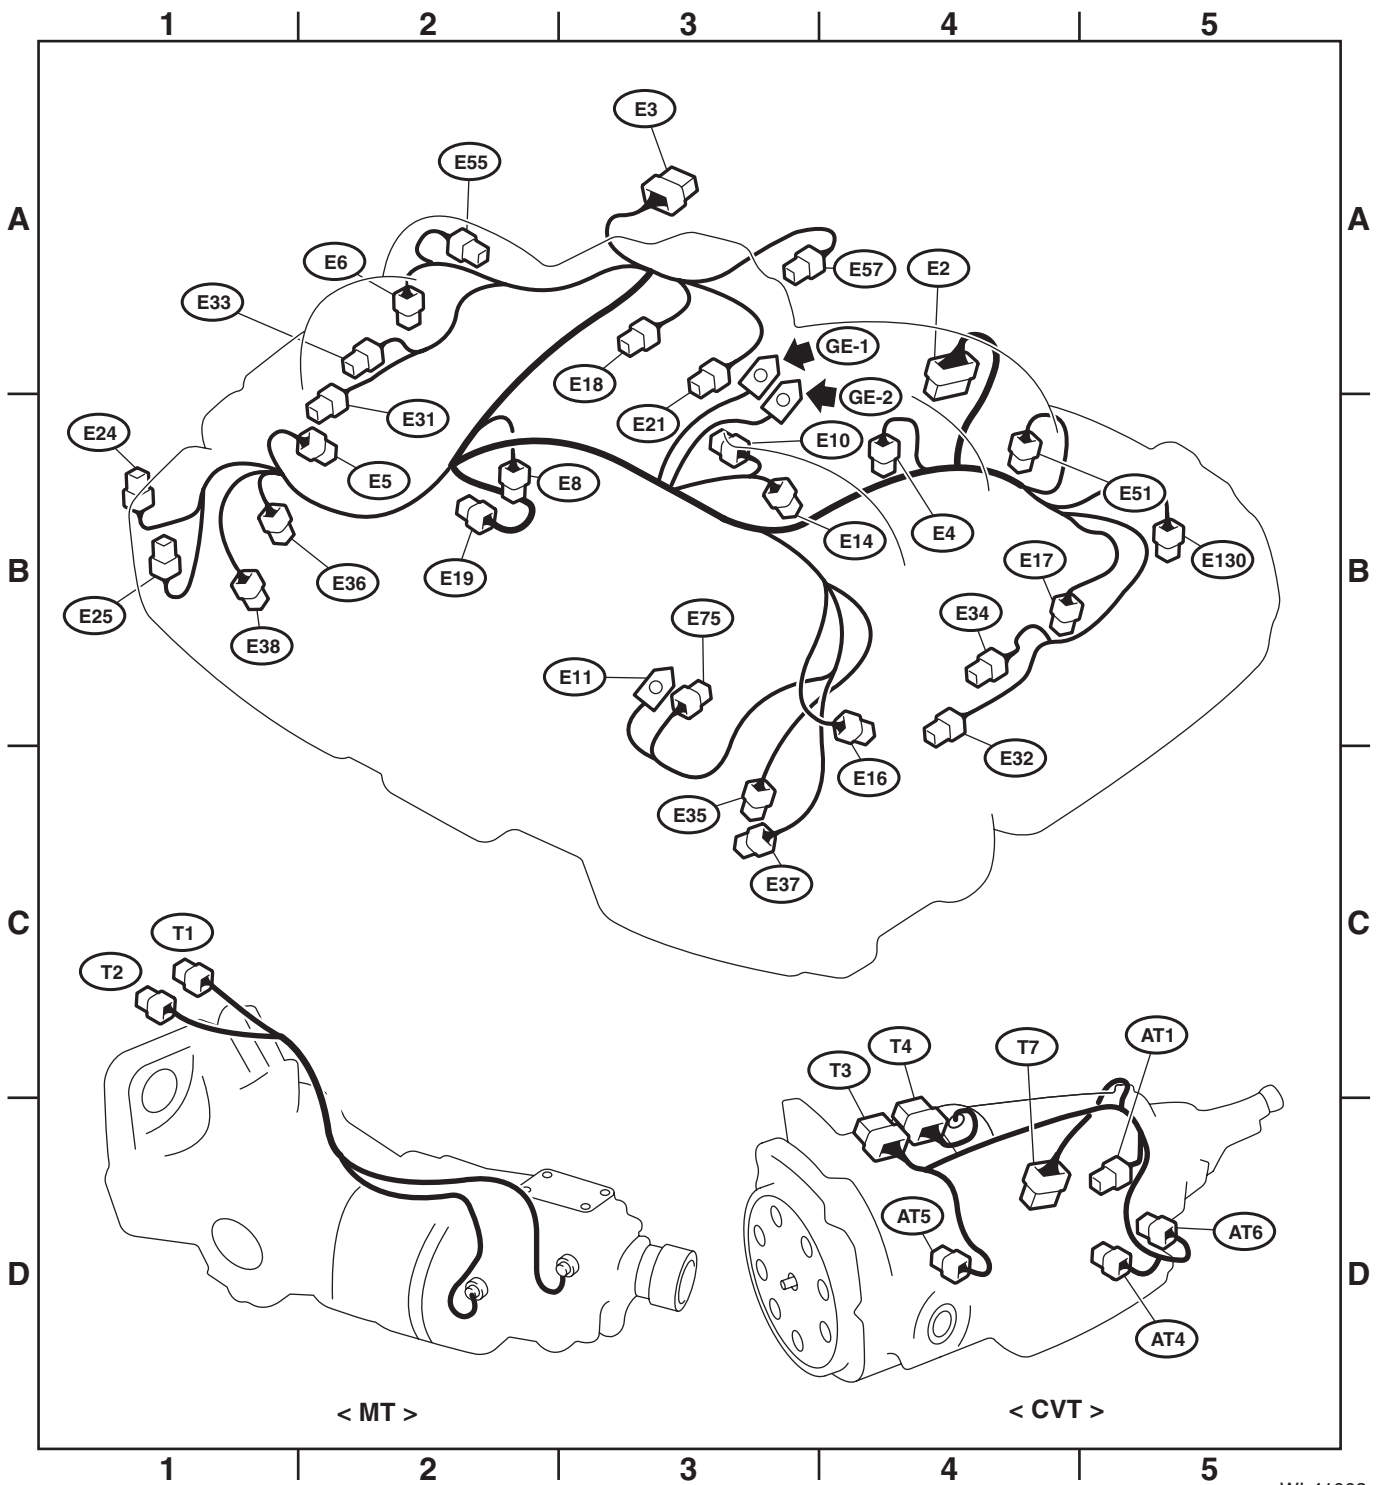 1 2 3 4 5
E3
E55
A A
E6 E57 E2
E33
GE-1
E18
GE-2
E31 E21
E24 E10
E5 E8 E51
E14 E4
E130
E17
E19 E36
E25 E34
E75
E38
B B
E11
E32
E16
E35
E37
C C
T1
T2
AT1
T4 T7
T3
AT5
AT6
D D
AT4
< MT > < CVT >
1 2 3 4 5